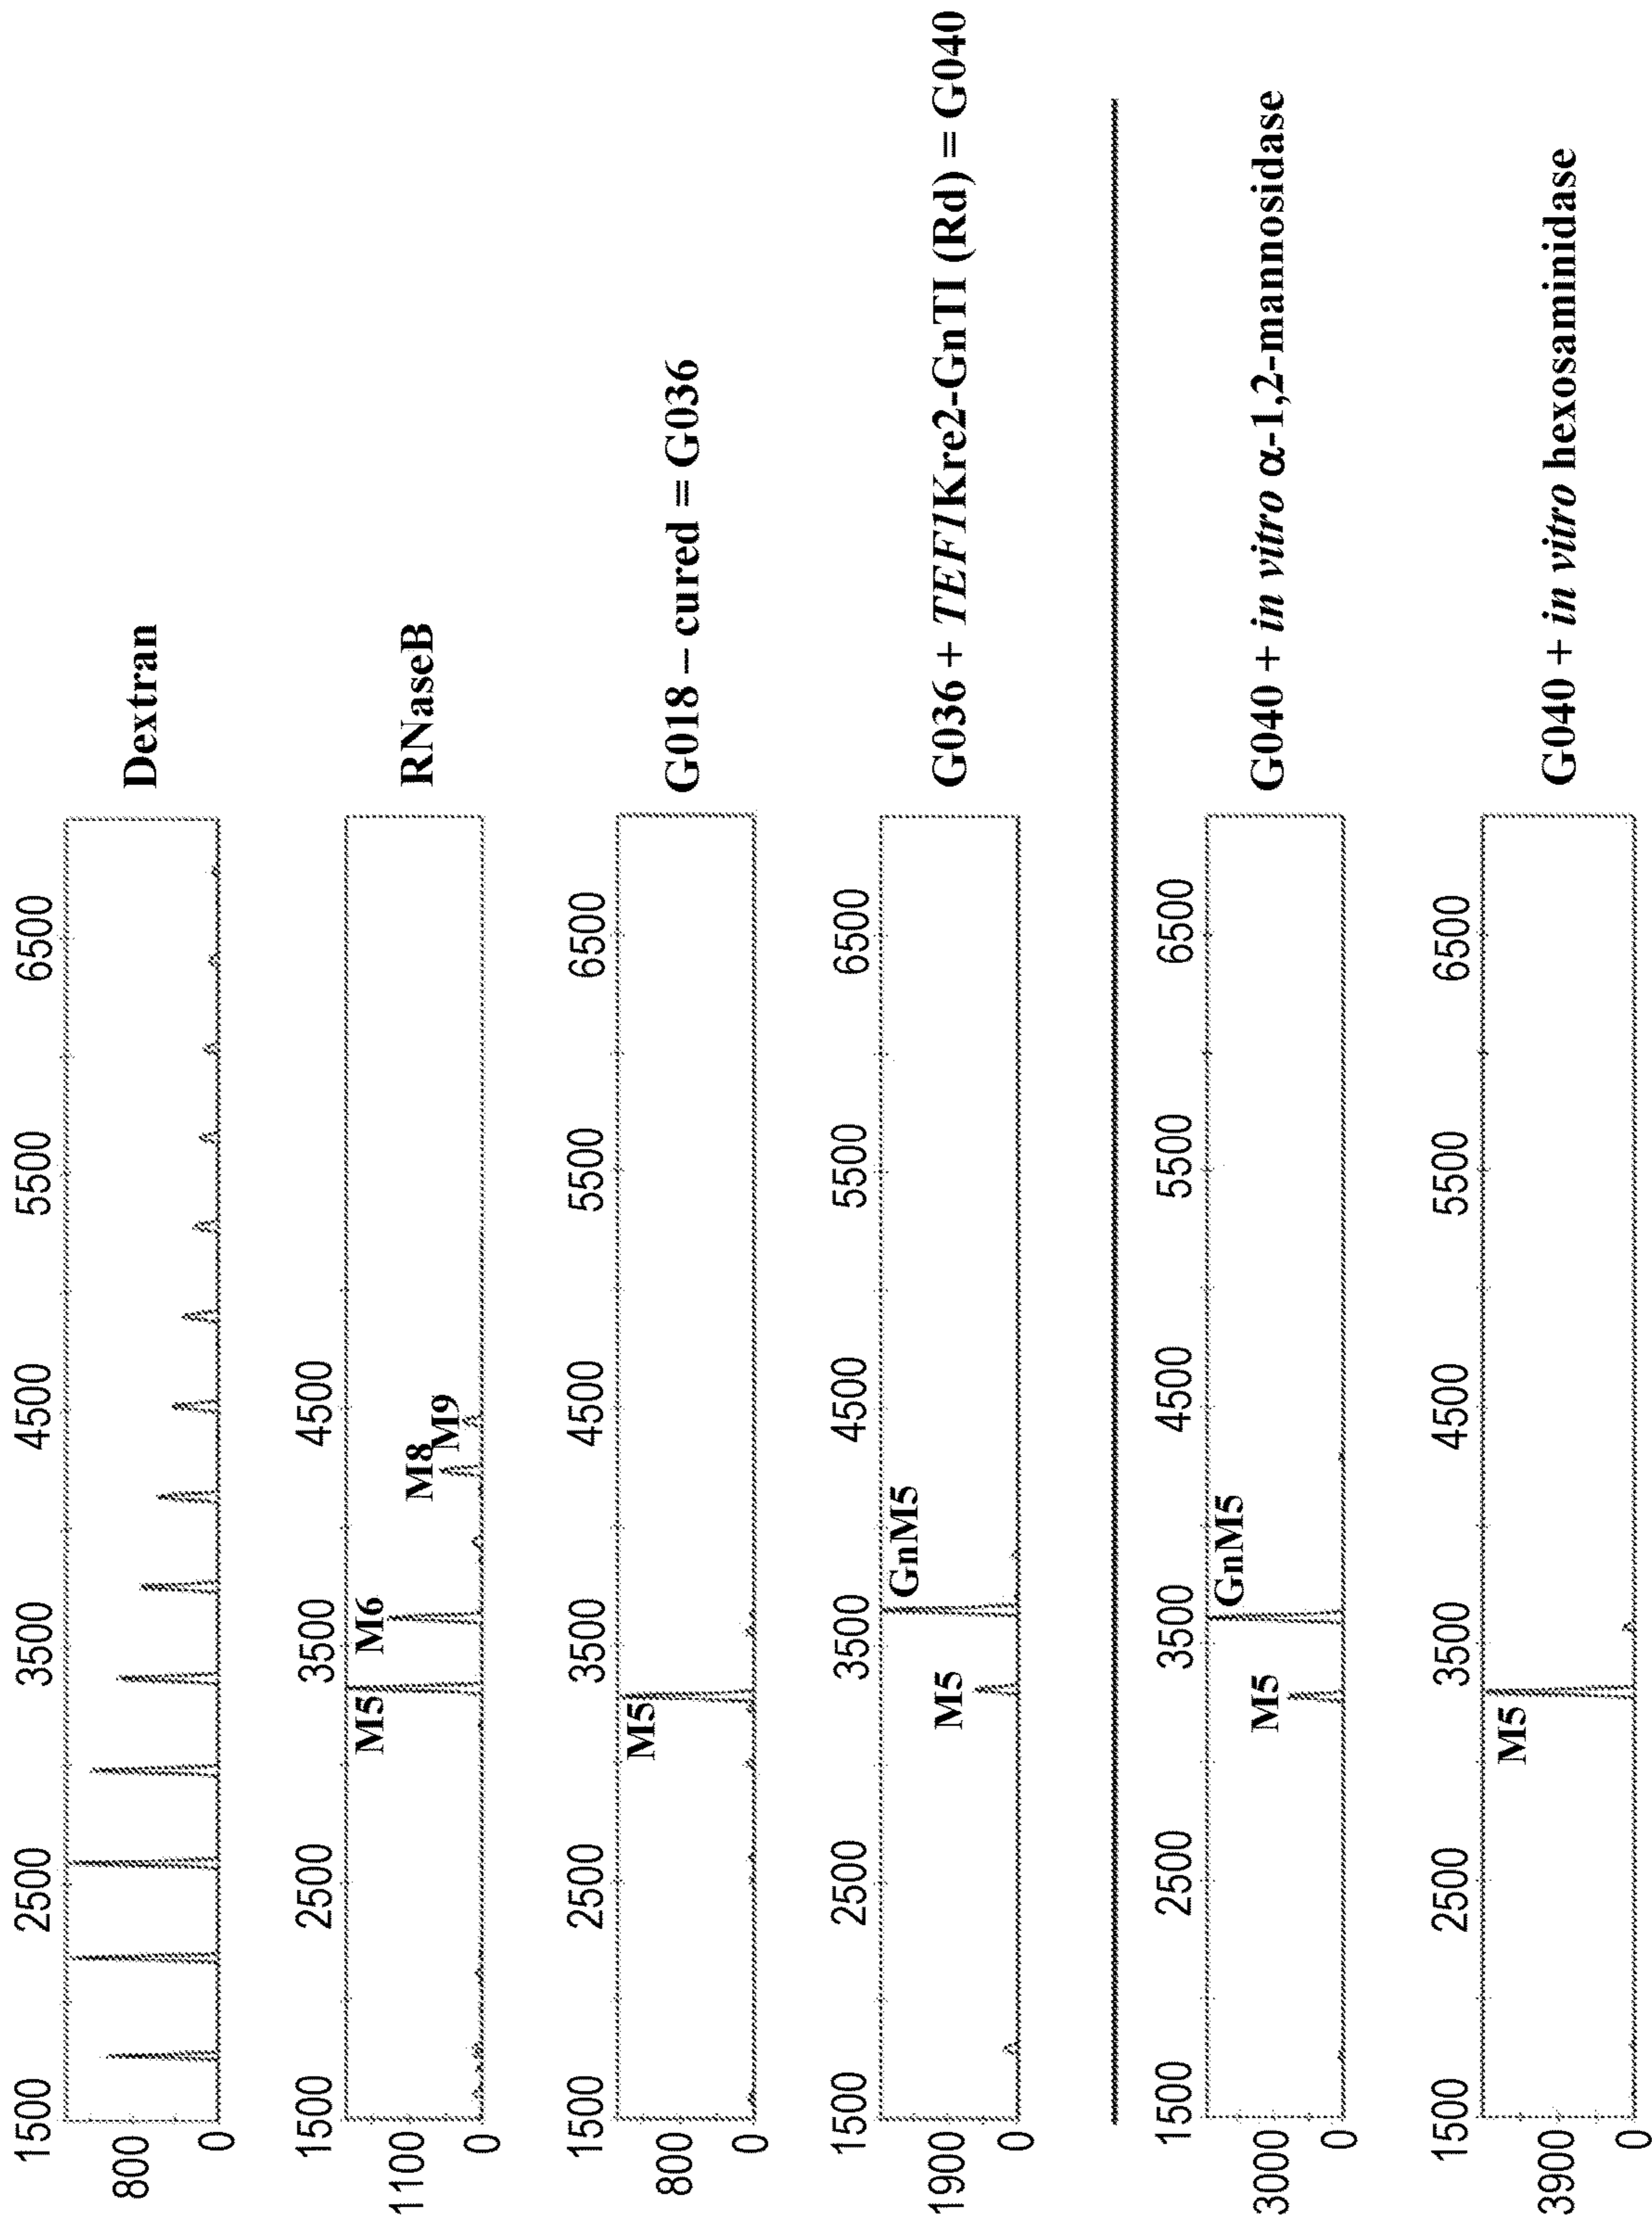 1500 2500 3500 4500 5500 6500
800
0
Dextran
1500 2500 3500 4500
1100
0
M5 M6 M8 M9
RNaseB
1500 2500 3500 4500 5500 6500
800
0
M5
G018 – cured = G036
1500 2500 3500 4500 5500 6500
1900
0
M5 GnM5
G036 + TEF1Kre2-GnTI (Rd) = G040
1500 2500 3500 4500 5500 6500
3000
0
M5 GnM5
G040 + in vitro α-1,2-mannosidase
1500 2500 3500 4500 5500 6500
3900
0
M5
G040 + in vitro hexosaminidase